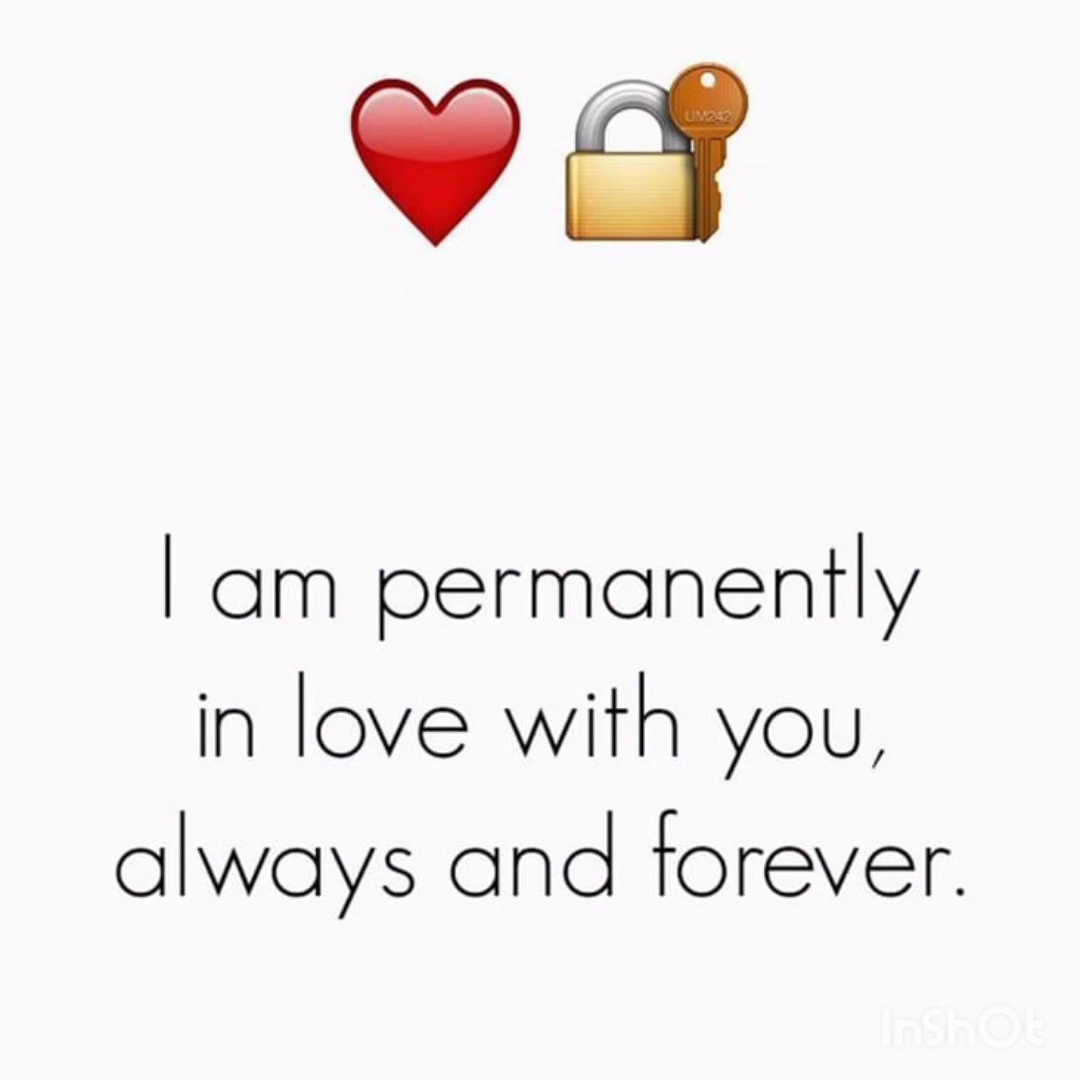 UM242
I am permanently
in love with you,
always and forever.
InShOt